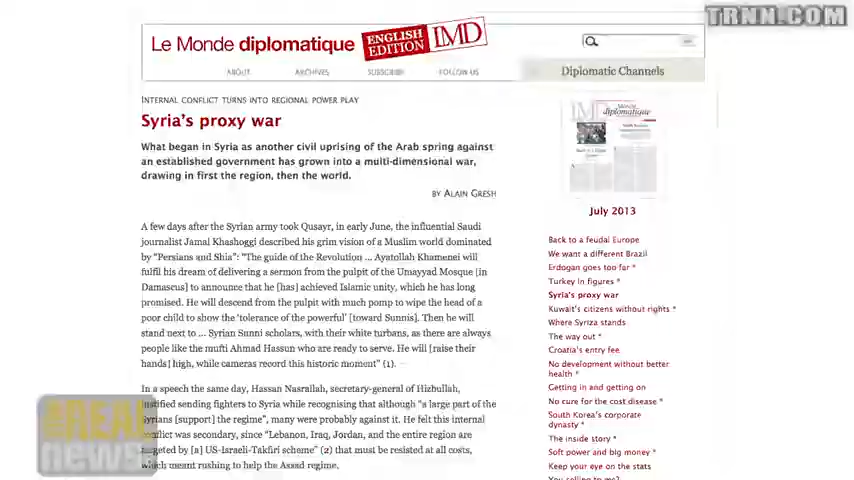 TRNN.COM
Le Monde diplomatique
ENGLISH EDITION LMD
ABOUT
ARCHIVES
SUBSCRIBE
FOLLOW US
Diplomatic Channels
INTERNAL CONFLICT TURNS INTO REGIONAL POWER PLAY
Syria's proxy war
What began in Syria as another civil uprising of the Arab spring against
an established government has grown into a multi-dimensional war,
drawing in first the region, then the world.
BY ALAIN GRESH
A few days after the Syrian army took Qusayr, in early June, the influential Saudi
journalist Jamal Khashoggi described his grim vision of a Muslim world dominated
by "Persians and Shia": "The guide of the Revolution ... Ayatollah Khamenei will
fulfil his dream of delivering a sermon from the pulpit of the Umayyad Mosque [in
Damascus] to announce that he [has] achieved Islamic unity, which he has long
promised. He will descend from the pulpit with much pomp to wipe the head of a
poor child to show the 'tolerance of the powerful' [toward Sunnis]. Then he will
stand next to ... Syrian Sunni scholars, with their white turbans, as there are always
people like the mufti Ahmad Hassun who are ready to serve. He will [raise their
hands] high, while cameras record this historic moment" (1).
In a speech the same day, Hassan Nasrallah, secretary-general of Hizbullah,
justified sending fighters to Syria while recognising that although "a large part of the
Syrians [support] the regime", many were probably against it. He felt this internal
conflict was secondary, since "Lebanon, Iraq, Jordan, and the entire region are
targeted by [a] US-Israeli-Takfiri scheme" (2) that must be resisted at all costs,
which meant rushing to help the Assad regime.
diplomatique
July 2013
Back to a feudal Europe
We want a different Brazil
Erdogan goes too far *
Turkey in figures *
Syria's proxy war
Kuwait's citizens without rights *
Where Syriza stands
The way out *
Croatia's entry fee
No development without better
health *
Getting in and getting on
No cure for the cost disease *
South Korea's corporate
dynasty *
The inside story *
Soft power and big money *
Keep your eye on the stats
You selling to me?
THE REAL
news